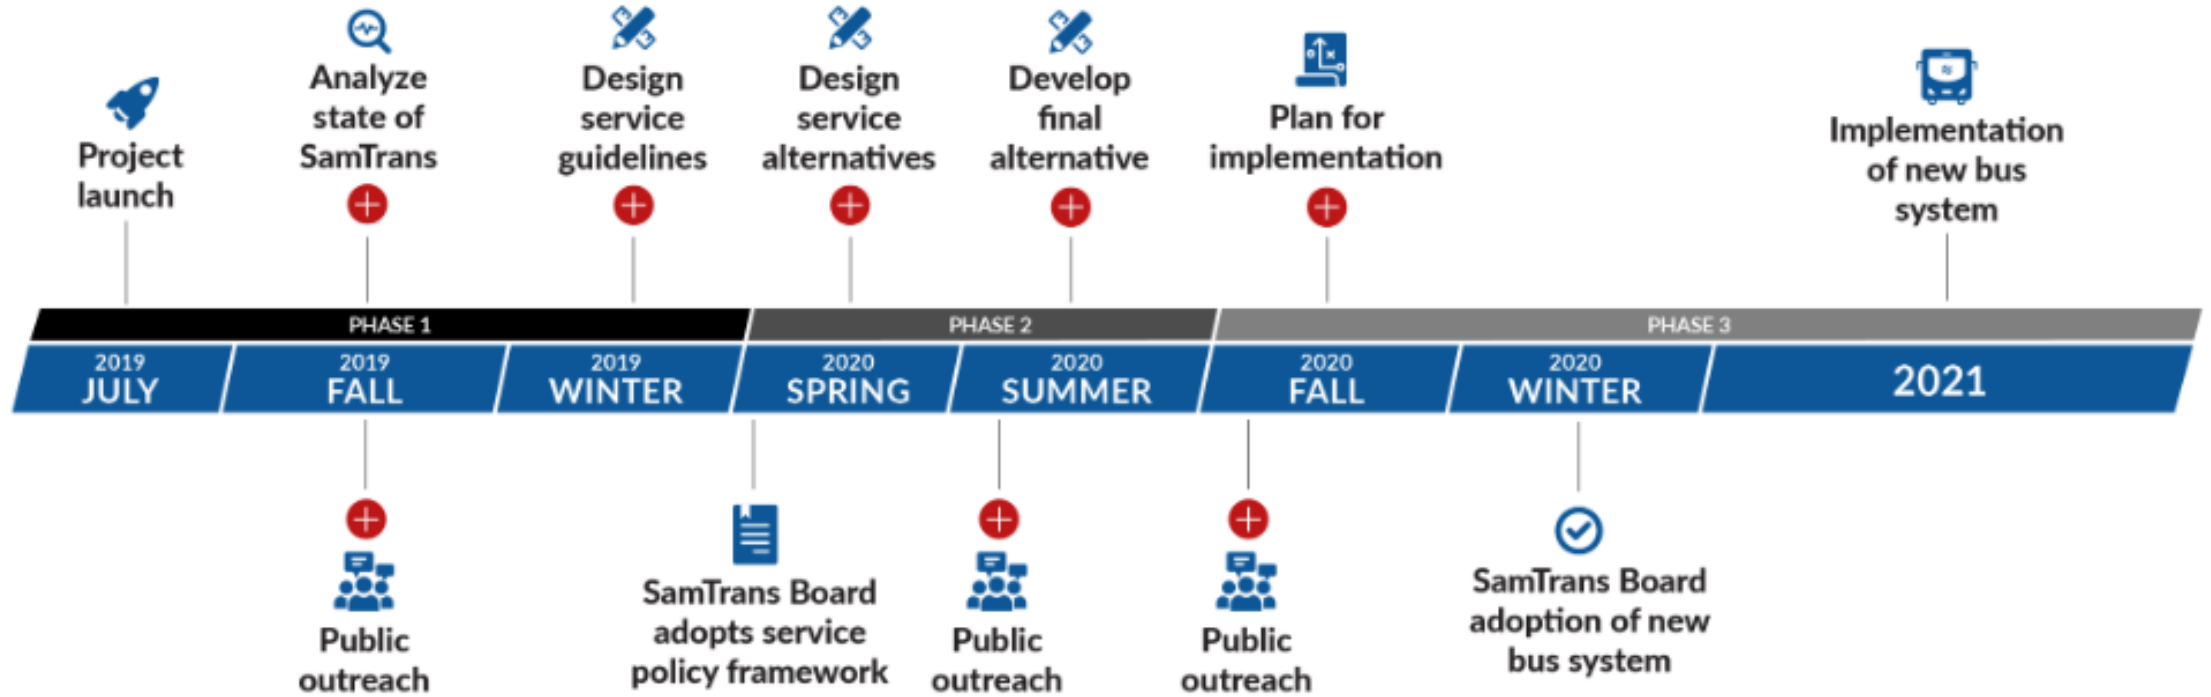 Project
launch
Analyze
state of
SamTrans
Design
service
guidelines
Design
service
alternatives
Develop
final
alternative
Plan for
implementation
Implementation
of new bus
system
PHASE 1
PHASE 2
PHASE 3
2019
JULY
2019
FALL
2019
WINTER
2020
SPRING
2020
SUMMER
2020
FALL
2020
WINTER
2021
Public
outreach
SamTrans Board
adopts service
policy framework
Public
outreach
Public
outreach
SamTrans Board
adoption of new
bus system